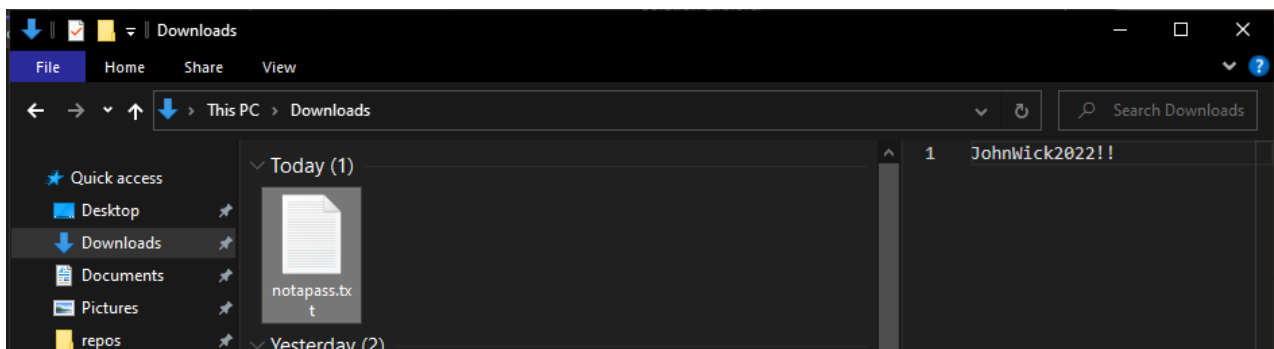 Downloads
File Home Share View
This PC > Downloads
Search Downloads
Quick access
Desktop
Downloads
Documents
Pictures
repos
Today (1)
notapass.tx
t
Yesterday (2)
1 JohnWick2022!!